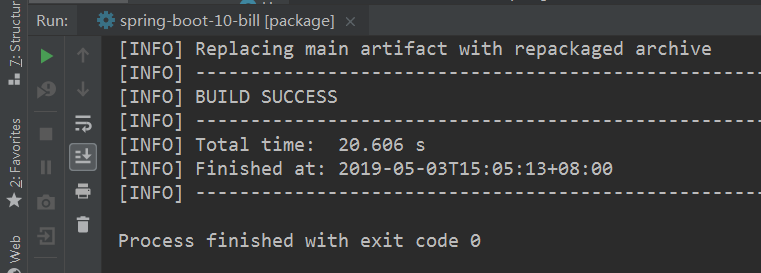 Run: spring-boot-10-bill [package]
[INFO] Replacing main artifact with repackaged archive
[INFO] ----------------------------------------------------
[INFO] BUILD SUCCESS
[INFO] ----------------------------------------------------
[INFO] Total time:  20.606 s
[INFO] Finished at: 2019-05-03T15:05:13+08:00
[INFO] ----------------------------------------------------
Process finished with exit code 0
7: Structur
2: Favorites
Web